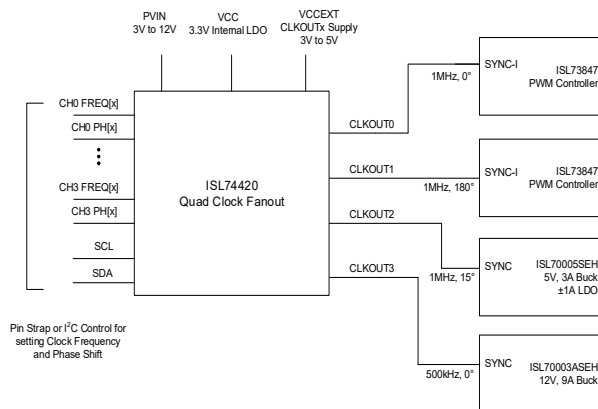 PVIN
3V to 12V
VCC
3.3V Internal LDO
VCCEXT
CLKOUTx Supply
3V to 5V
CH0 FREQ[x]
CH0 PH[x]
CH3 FREQ[x]
CH3 PH[x]
SCL
SDA
Pin Strap or I²C Control for
setting Clock Frequency
and Phase Shift
ISL74420
Quad Clock Fanout
CLKOUT0
1MHz, 0°
CLKOUT1
1MHz, 180°
CLKOUT2
1MHz, 15°
CLKOUT3
500kHz, 0°
SYNC-I
ISL73847
PWM Controller
SYNC-I
ISL73847
PWM Controller
SYNC
ISL70005SEH
5V, 3A Buck
±1A LDO
SYNC
ISL70003ASEH
12V, 9A Buck